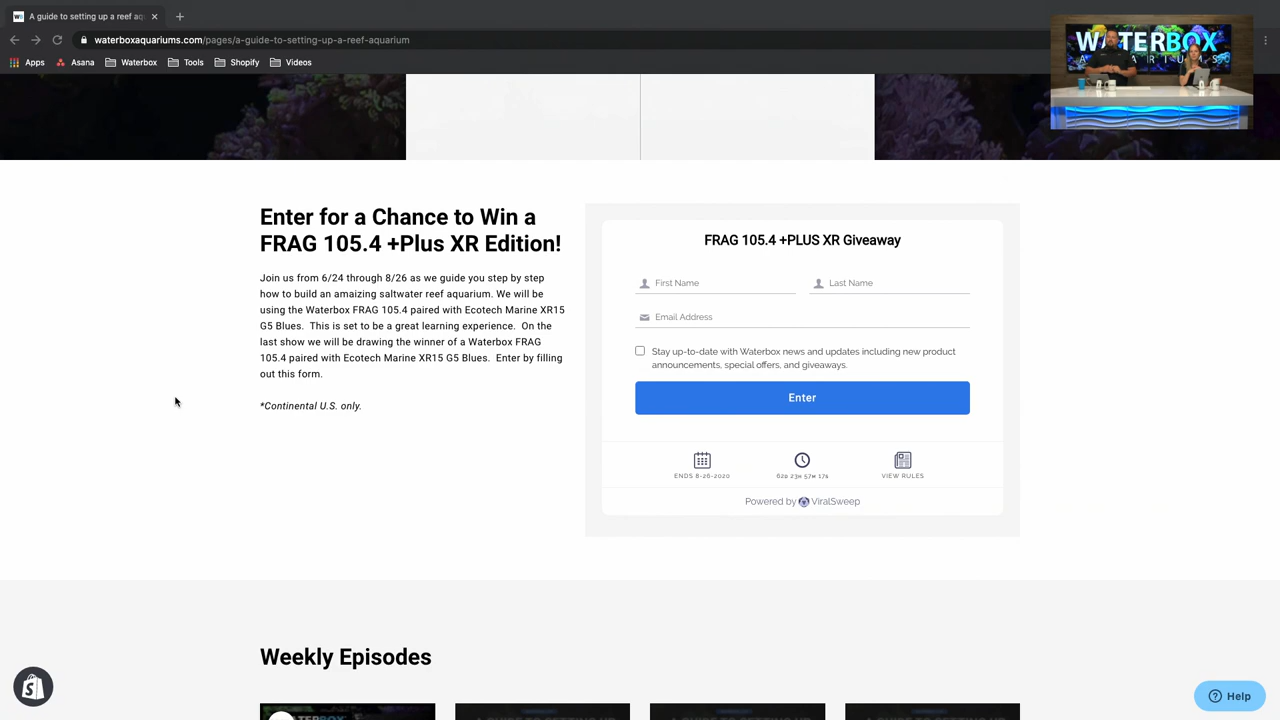 A guide to setting up a reef aq
waterboxaquariums.com/pages/a-guide-to-setting-up-a-reef-aquarium
Apps
Asana
Waterbox
Tools
Shopify
Videos
WATERBOX
Enter for a Chance to Win a
FRAG 105.4 +Plus XR Edition!
Join us from 6/24 through 8/26 as we guide you step by step
how to build an amaizing saltwater reef aquarium. We will be
using the Waterbox FRAG 105.4 paired with Ecotech Marine XR15
G5 Blues. This is set to be a great learning experience. On the
last show we will be drawing the winner of a Waterbox FRAG
105.4 paired with Ecotech Marine XR15 G5 Blues. Enter by filling
out this form.
*Continental U.S. only.
FRAG 105.4 +PLUS XR Giveaway
First Name
Last Name
Email Address
Stay up-to-date with Waterbox news and updates including new product
announcements, special offers, and giveaways.
Enter
ENDS 8-26-2020
62D 23H 57M 17S
VIEW RULES
Powered by ViralSweep
Weekly Episodes
Help